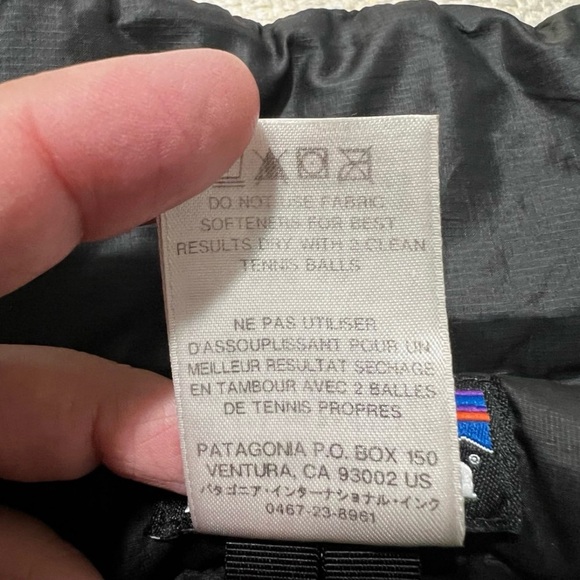 DO NOT USE FABRIC
SOFTENERS FOR BEST
RESULTS DRY WITH 2 CLEAN
TENNIS BALLS
NE PAS UTILISER
D'ASSOUPLISSANT POUR UN
MEILLEUR RESULTAT SECHAGE
EN TAMBOUR AVEC 2 BALLES
DE TENNIS PROPRES
PATAGONIA P.O. BOX 150
VENTURA, CA 93002 US
パタゴニア・インターナショナル・インク
0467-23-8961